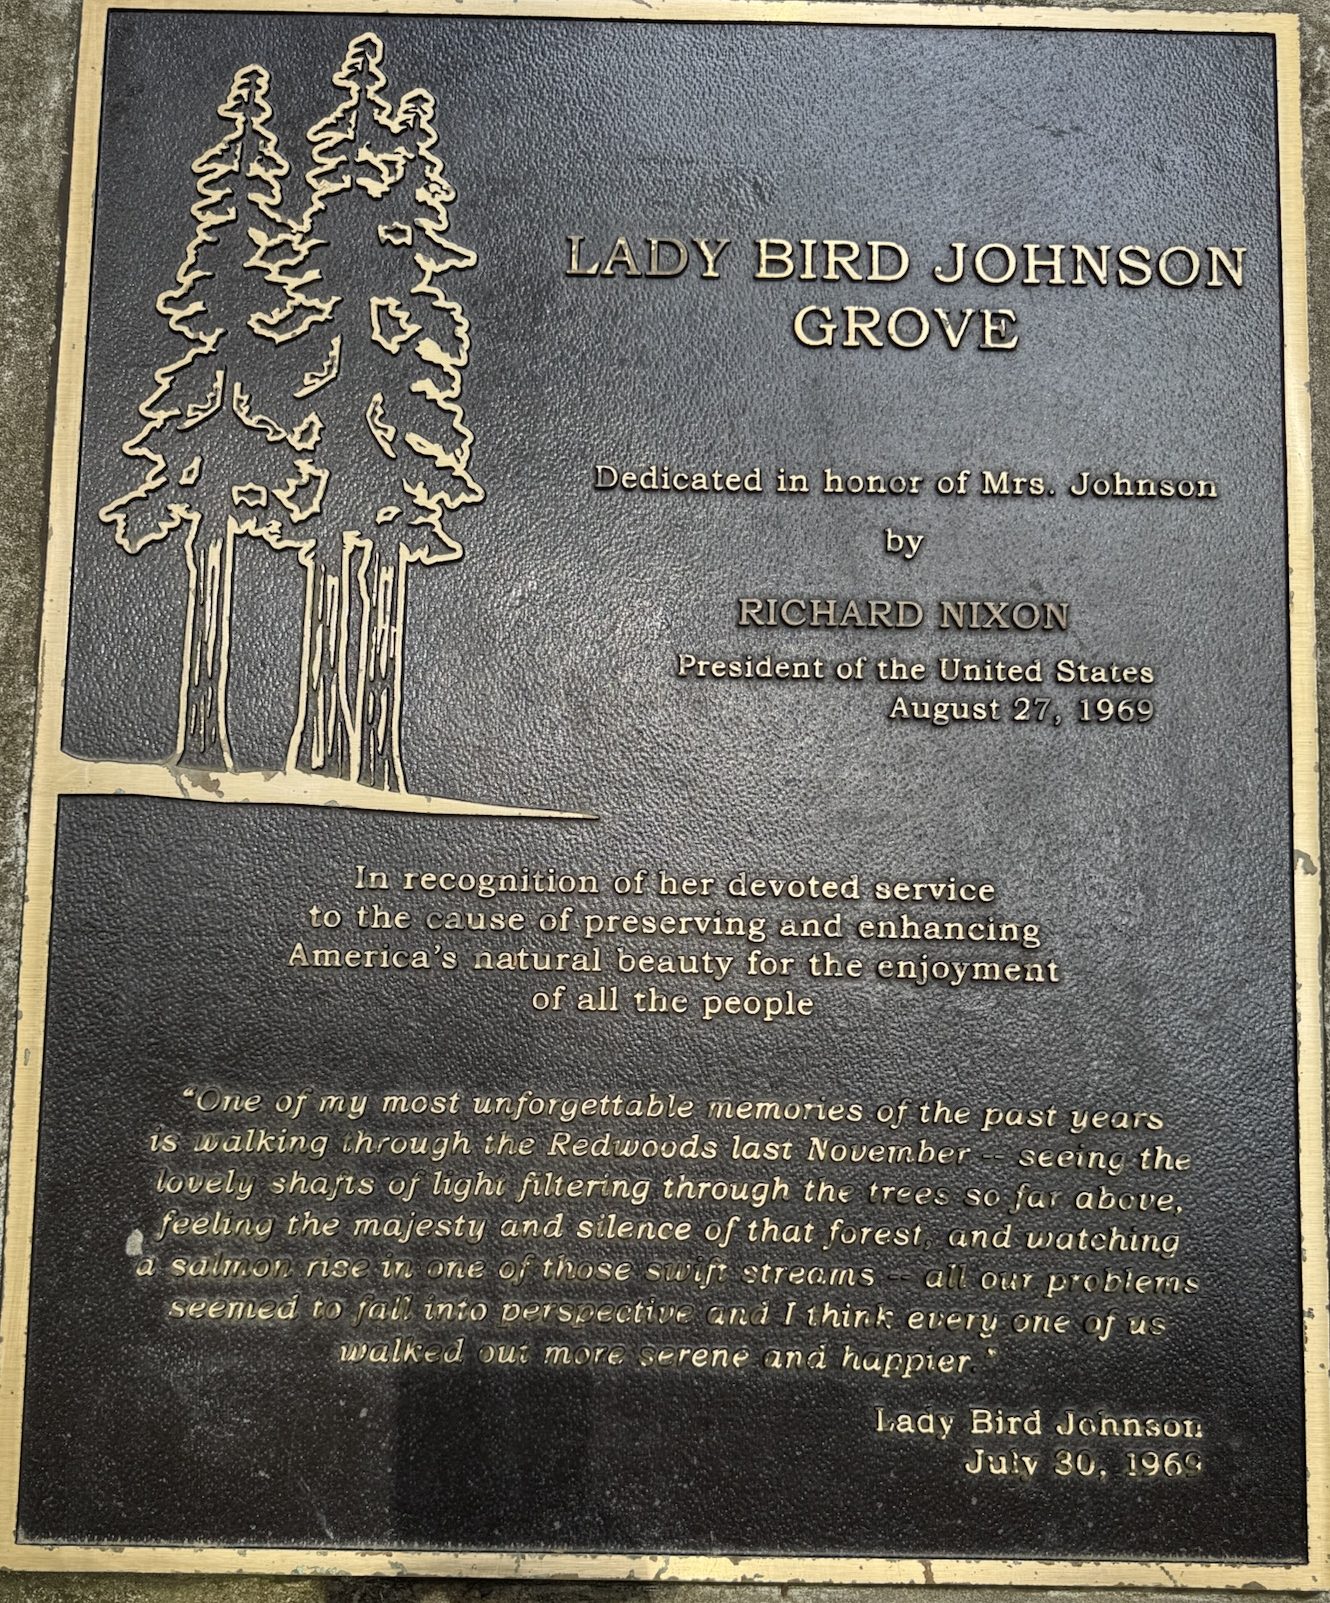 LADY BIRD JOHNSON
GROVE
Dedicated in honor of Mrs. Johnson
by
RICHARD NIXON
President of the United States
August 27, 1969
In recognition of her devoted service
to the cause of preserving and enhancing
America's natural beauty for the enjoyment
of all the people
"One of my most unforgettable memories of the past years
is walking through the Redwoods last November -- seeing the
lovely shafts of light filtering through the trees so far above,
feeling the majesty and silence of that forest, and watching
a salmon rise in one of those swift streams -- all our problems
seemed to fall into perspective and I think every one of us
walked out more serene and happier."
Lady Bird Johnson
July 30, 1969